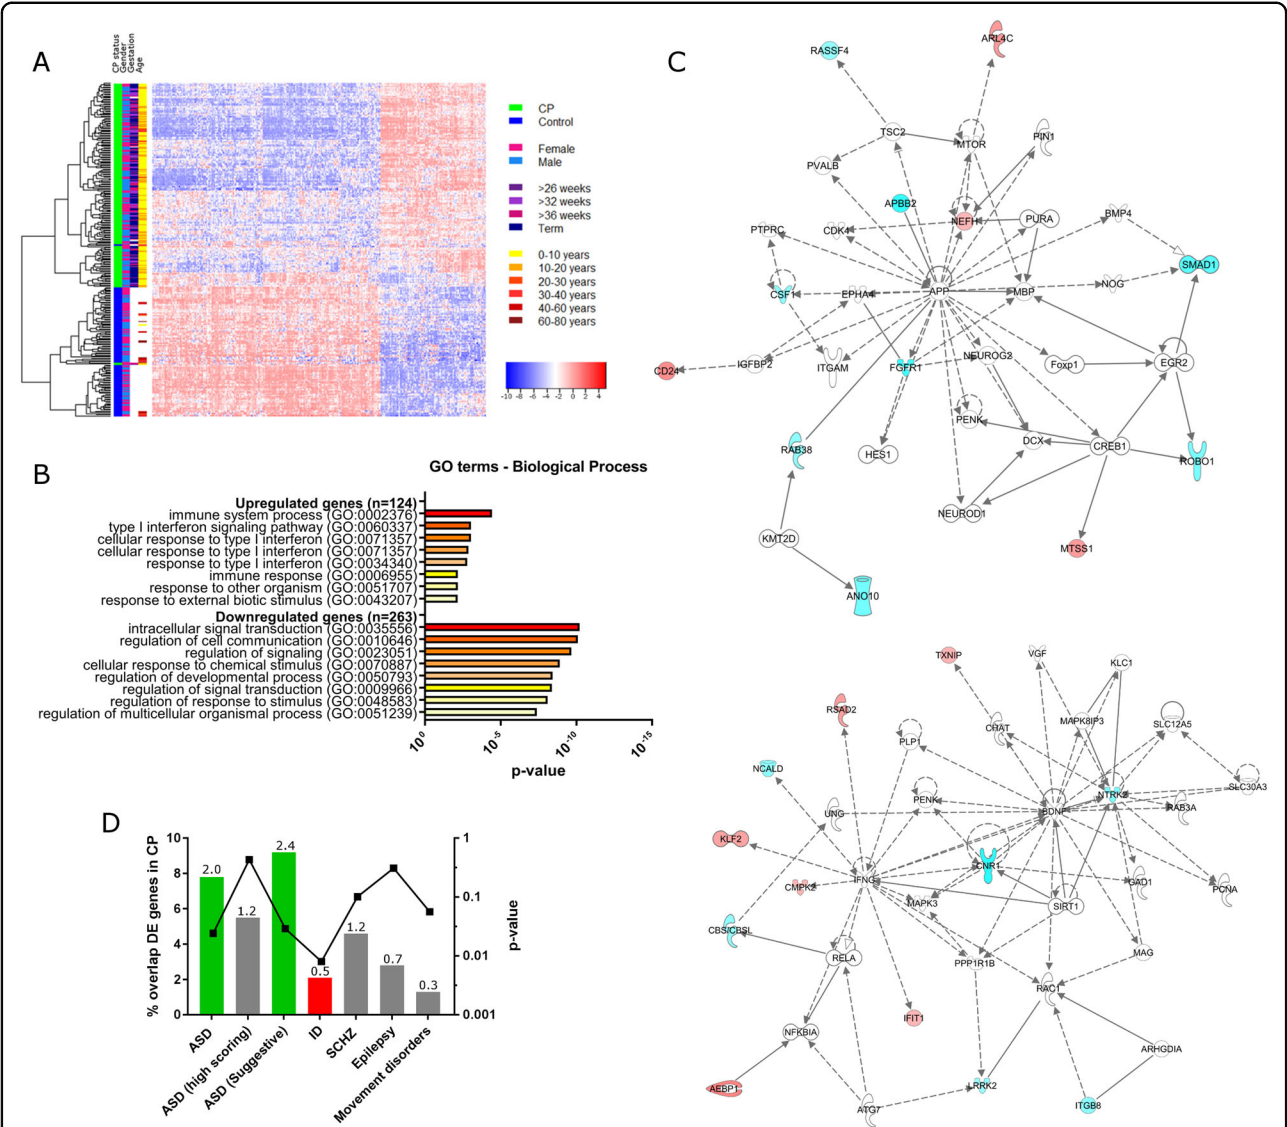 A
CP status
Gender
Gestation
Age
CP
Control
Female
Male
>26 weeks
>32 weeks
>36 weeks
Term
0-10 years
10-20 years
20-30 years
30-40 years
40-60 years
60-80 years
-10 -8 -6 -4 -2 0 2 4
B
GO terms - Biological Process
Upregulated genes (n=124)
immune system process (GO:0002376)
type I interferon signaling pathway (GO:0060337)
cellular response to type I interferon (GO:0071357)
cellular response to type I interferon (GO:0071357)
response to type I interferon (GO:0034340)
immune response (GO:0006955)
response to other organism (GO:0051707)
response to external biotic stimulus (GO:0043207)
Downregulated genes (n=263)
intracellular signal transduction (GO:0035556)
regulation of cell communication (GO:0010646)
regulation of signaling (GO:0023051)
cellular response to chemical stimulus (GO:0070887)
regulation of developmental process (GO:0050793)
regulation of signal transduction (GO:0009966)
regulation of response to stimulus (GO:0048583)
regulation of multicellular organismal process (GO:0051239)
10^0 10^-5 10^-10 10^-15
p-value
C
ARL4C
RASSF4
TSC2
MTOR
PIN1
PVALB
APBB2
NEFH
PURA
BMP4
PTPRC
CDK4
SMAD1
CSF1
EPHA4
APP
MBP
NOG
IGFBP2
ITGAM
FGFR1
NEUROG2
Foxp1
EGR2
CD24
PENK
RAB38
HES1
DCX
CREB1
ROBO1
NEUROD1
KMT2D
MTSS1
ANO10
TXNIP
VGF
KLC1
RSAD2
PLP1
CHAT
MAPK8IP3
SLC12A5
NCALD
PENK
NTRK2
SLC30A3
UNG
BDNF
RAB3A
KLF2
CNR1
IFNG
CMPK2
GAD1
PCNA
MAPK3
SIRT1
CBS/CBSL
RELA
PPP1R1B
MAG
RAC1
IFIT1
NFKBIA
ARHGDIA
AEBP1
LRRK2
ITGB8
ATG7
D
% overlap DE genes in CP
10
8
6
4
2
0
2.0
1.2
2.4
0.5
1.2
0.7
0.3
1
0.1
0.01
0.001
p-value
ASD
ASD (high scoring)
ASD (Suggestive)
ID
SCHZ
Epilepsy
Movement disorders